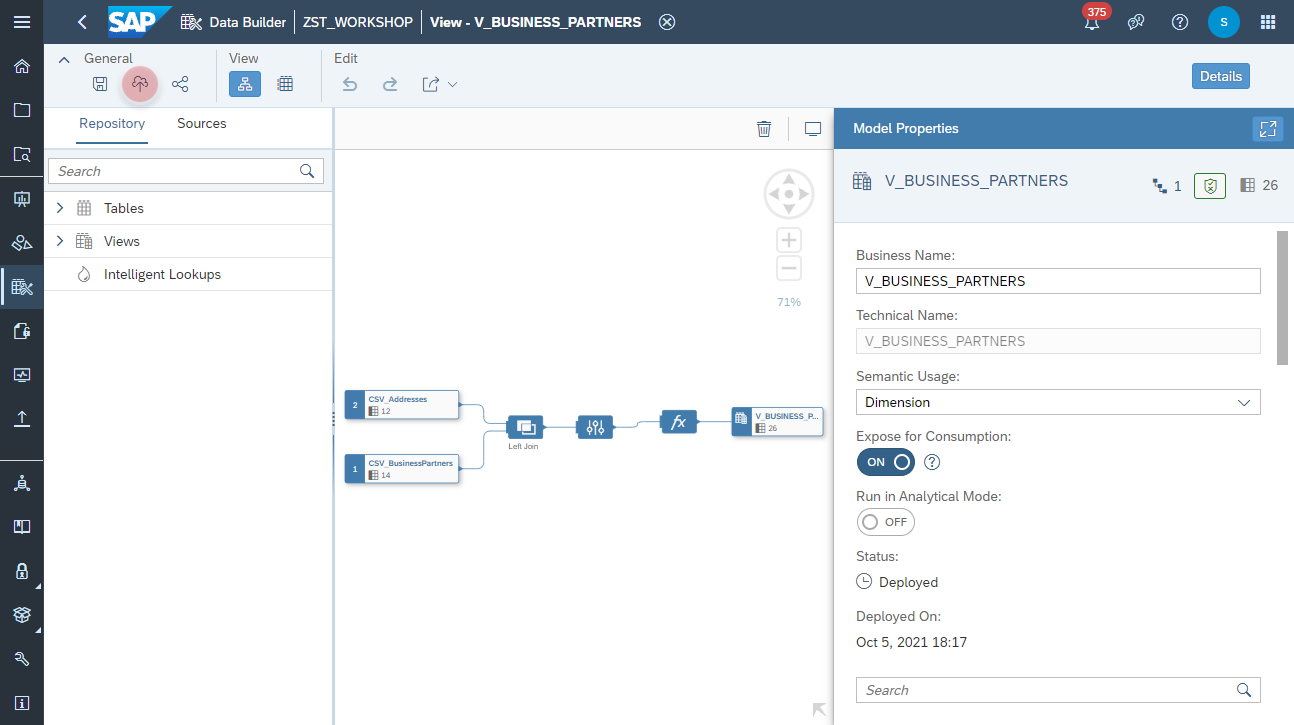 SAP Data Builder ZST_WORKSHOP View - V_BUSINESS_PARTNERS 375 S
General View Edit
Details
Repository Sources
Search
Tables
Views
Intelligent Lookups
71%
2 CSV_Addresses
12
1 CSV_BusinessPartners
14
Left Join
fx
V_BUSINESS_P...
26
Model Properties
V_BUSINESS_PARTNERS 1 26
Business Name:
V_BUSINESS_PARTNERS
Technical Name:
V_BUSINESS_PARTNERS
Semantic Usage:
Dimension
Expose for Consumption:
ON
Run in Analytical Mode:
OFF
Status:
Deployed
Deployed On:
Oct 5, 2021 18:17
Search